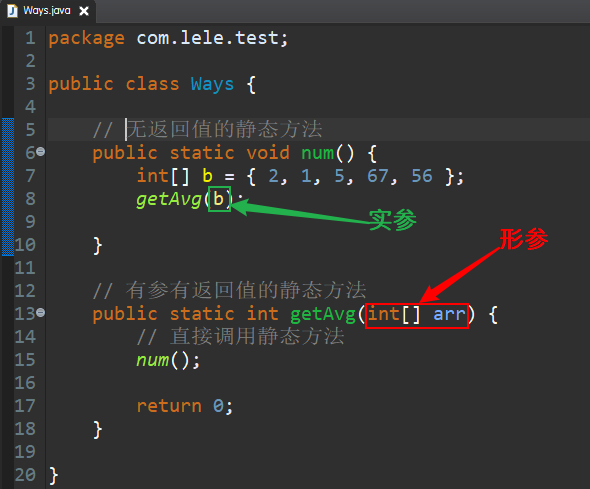 Ways.java
1 package com.lele.test;
2
3 public class Ways {
4
5 // 无返回值的静态方法
6 public static void num() {
7 int[] b = { 2, 1, 5, 67, 56 };
8 getAvg(b);
实参
9
10 }
形参
11
12 // 有参有返回值的静态方法
13 public static int getAvg(int[] arr) {
14 // 直接调用静态方法
15 num();
16
17 return 0;
18 }
19
20 }